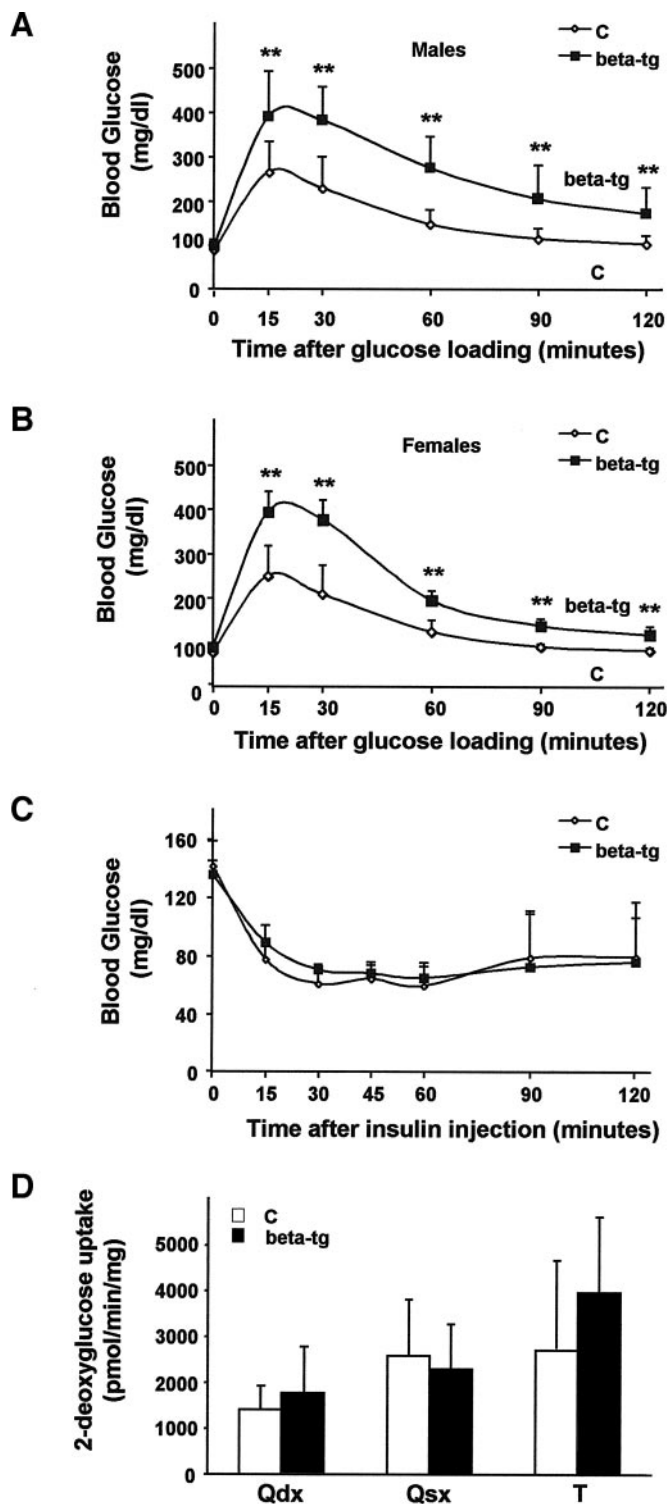 A
Males
C
beta-tg
Blood Glucose
(mg/dl)
500
400
300
200
100
0
** ** ** ** **
beta-tg
C
0 15 30 60 90 120
Time after glucose loading (minutes)
B
Females
C
beta-tg
Blood Glucose
(mg/dl)
500
400
300
200
100
0
** ** ** ** **
beta-tg
C
0 15 30 60 90 120
Time after glucose loading (minutes)
C
C
beta-tg
Blood Glucose
(mg/dl)
160
120
80
40
0
0 15 30 45 60 90 120
Time after insulin injection (minutes)
D
C
beta-tg
2-deoxyglucose uptake
(pmol/min/mg)
5000
4000
3000
2000
1000
0
Qdx Qsx T